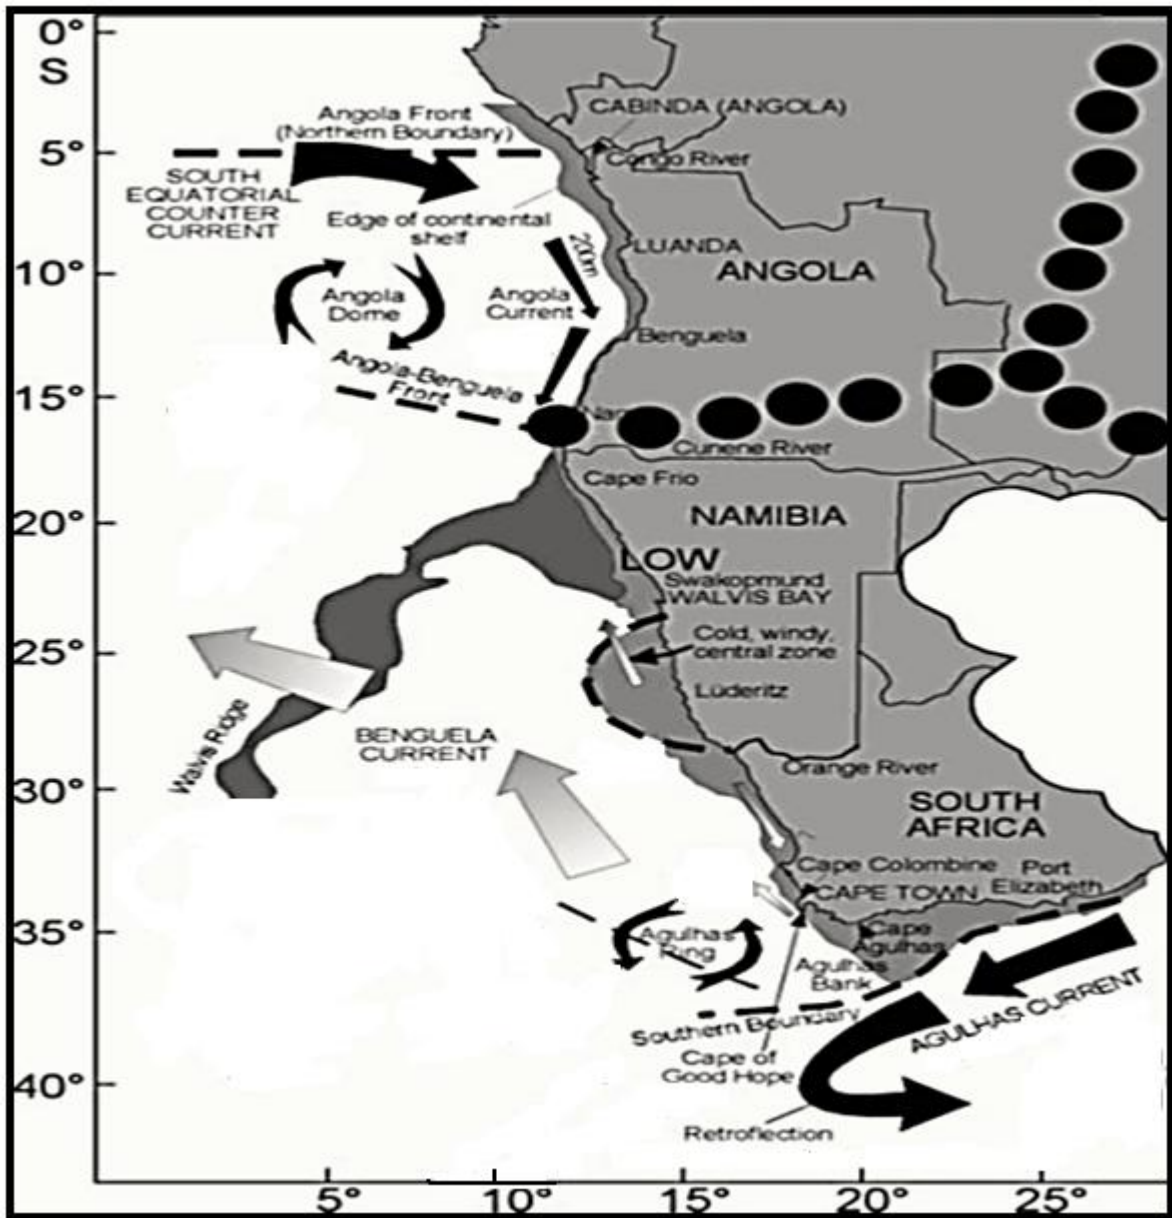 0°
S
5°
10°
15°
20°
25°
30°
35°
40°
Angola Front
(Northern Boundary)
SOUTH
EQUATORIAL
COUNTER
CURRENT
CABINDA (ANGOLA)
Congo River
Edge of continental
shelf
200m
LUANDA
ANGOLA
Angola
Dome
Angola
Current
Benguela
Angola-Benguela
Front
Cunene River
Cape Frio
NAMIBIA
LOW
Swakopmund
WALVIS BAY
Cold, windy,
central zone
Lüderitz
Walvis Ridge
BENGUELA
CURRENT
Orange River
SOUTH
AFRICA
Cape Colombine
CAPE TOWN
Port
Elizabeth
Agulhas
Ring
Cape
Agulhas
Agulhas
Bank
AGULHAS CURRENT
Southern Boundary
Cape of
Good Hope
Retroflection
5°
10°
15°
20°
25°